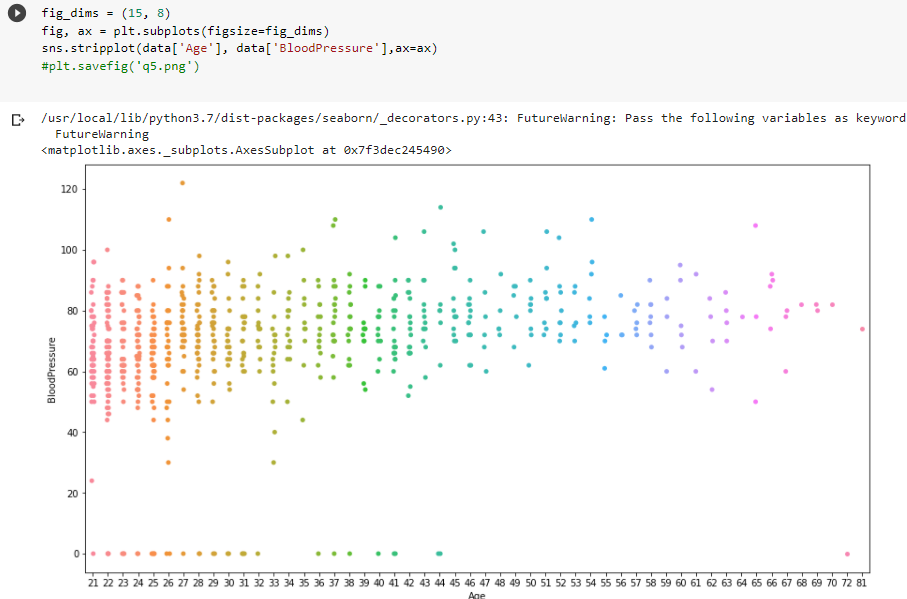 fig_dims = (15, 8)
fig, ax = plt.subplots(figsize=fig_dims)
sns.stripplot(data['Age'], data['BloodPressure'],ax=ax)
#plt.savefig('q5.png')
/usr/local/lib/python3.7/dist-packages/seaborn/_decorators.py:43: FutureWarning: Pass the following variables as keyword
FutureWarning
<matplotlib.axes._subplots.AxesSubplot at 0x7f3dec245490>
120
100
80
60
40
20
0
BloodPressure
21 22 23 24 25 26 27 28 29 30 31 32 33 34 35 36 37 38 39 40 41 42 43 44 45 46 47 48 49 50 51 52 53 54 55 56 57 58 59 60 61 62 63 64 65 66 67 68 69 70 72 81
Age